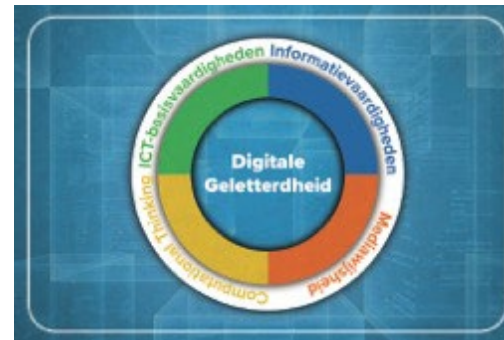 ICT-basisvaardigheden
Informatievaardigheden
Digitale
Geletterdheid
Computational Thinking
Mediawijsheid